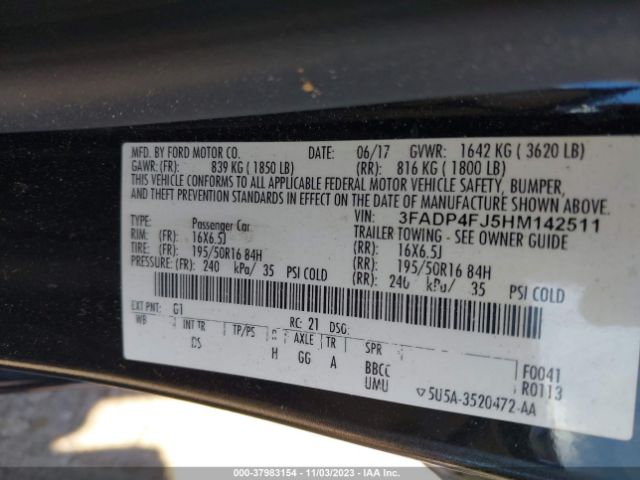 MFD. BY FORD MOTOR CO. DATE: 06/17 GVWR: 1642 KG ( 3620 LB)
GAWR:(FR): 839 KG ( 1850 LB) (RR): 816 KG ( 1800 LB)
THIS VEHICLE CONFORMS TO ALL APPLICABLE FEDERAL MOTOR VEHICLE SAFETY, BUMPER,
AND THEFT PREVENTION STANDARDS IN EFFECT ON THE DATE OF MANUFACTURE SHOWN ABOVE.
VIN: 3FADP4FJ5HM142511
TYPE: Passenger Car TRAILER TOWING - SEE OWNER GUIDE
RIM: (FR): 16X6.5J (RR): 16X6.5J
TIRE: (FR): 195/50R16 84H (RR): 195/50R16 84H
PRESSURE: (FR): 240 kPa/ 35 PSI COLD (RR): 240 kPa/ 35 PSI COLD
EXT PNT: G1 RC: 21 DSO:
WB INT TR TP/PS R AXLE TR SPR F0041
DS H GG A BBCC R0113
UMU 5U5A-3520472-AA
000-37983154 | 11/03/2023 | IAA Inc.